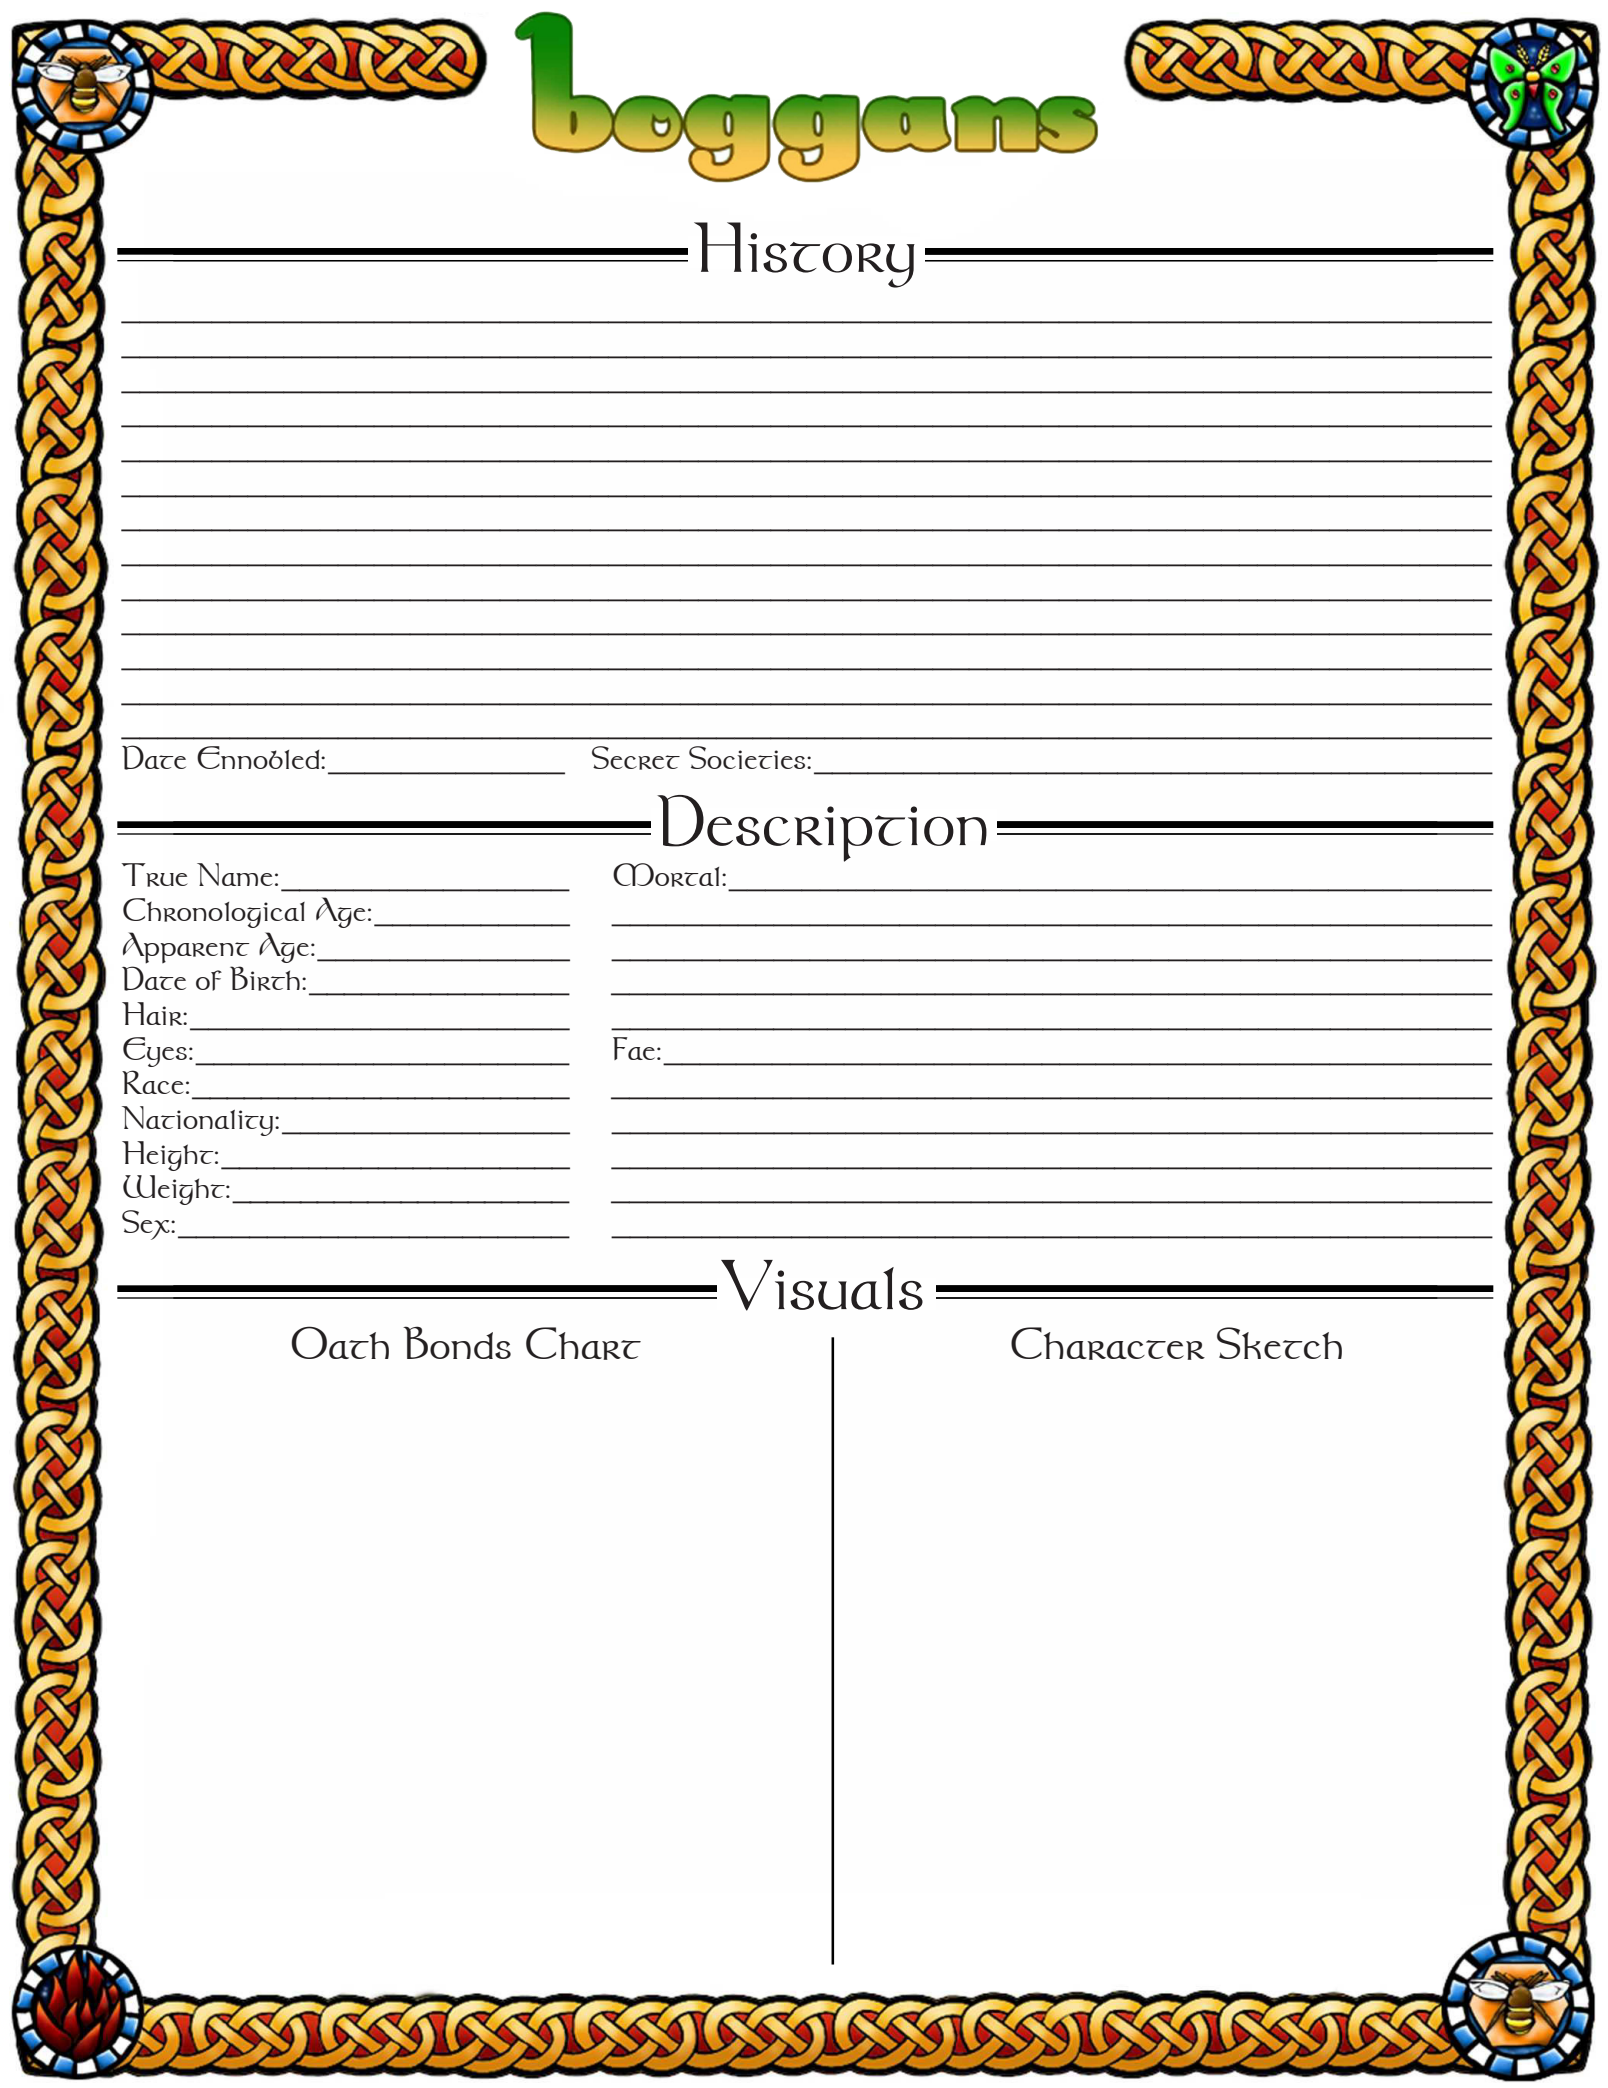 boggans
History
Date Ennobled:
Secret Societies:
Description
True Name:
Chronological Age:
Apparent Age:
Date of Birth:
Hair:
Eyes:
Race:
Nationality:
Height:
Weight:
Sex:
Mortal:
Fae:
Visuals
Oath Bonds Chart
Character Sketch